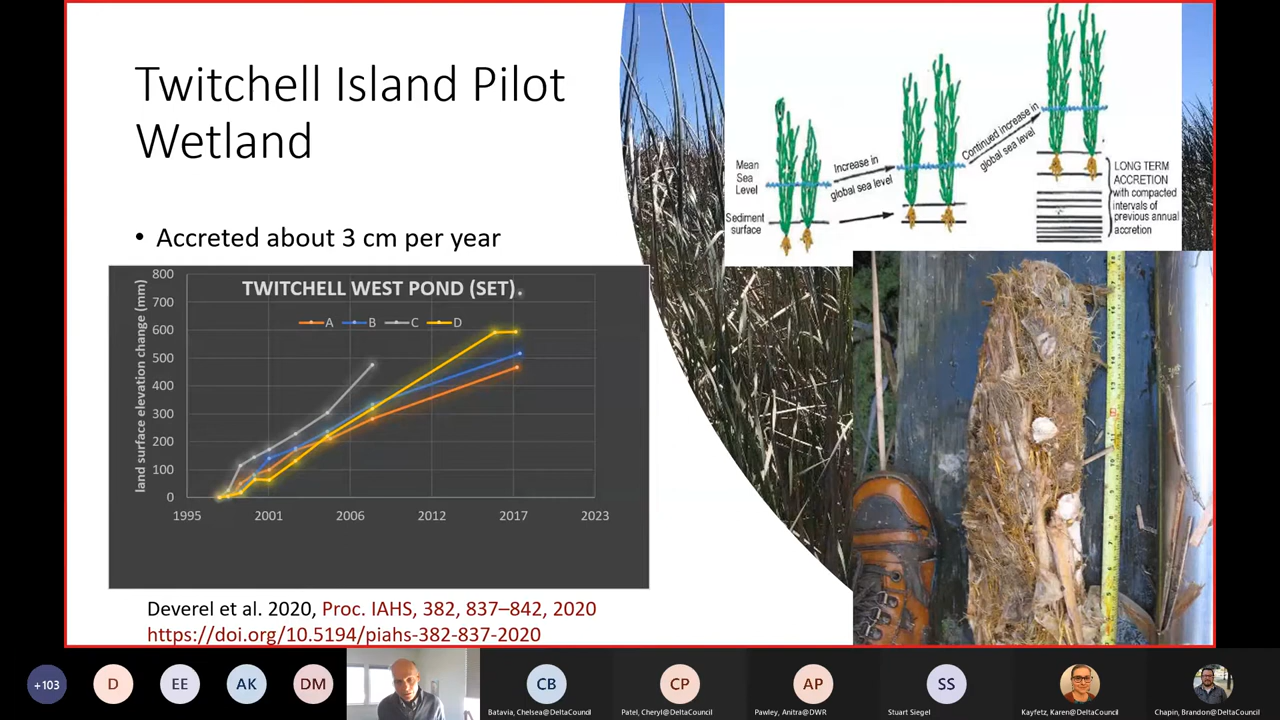 Twitchell Island Pilot
Wetland
• Accreted about 3 cm per year
TWITCHELL WEST POND (SET).
A B C D
land surface elevation change (mm)
800
700
600
500
400
300
200
100
0
1995 2001 2006 2012 2017 2023
Deverel et al. 2020, Proc. IAHS, 382, 837–842, 2020
https://doi.org/10.5194/piahs-382-837-2020
Mean
Sea
Level
Sediment
surface
Increase in
global sea level
Continued increase in
global sea level
LONG TERM
ACCRETION
with compacted
intervals of
previous annual
accretion
+103
D
EE
AK
DM
CB
Batavia, Chelsea@DeltaCouncil
CP
Patel, Cheryl@DeltaCouncil
AP
Pawley, Anitra@DWR
SS
Stuart Siegel
Kayfetz, Karen@DeltaCouncil
Chapin, Brandon@DeltaCouncil